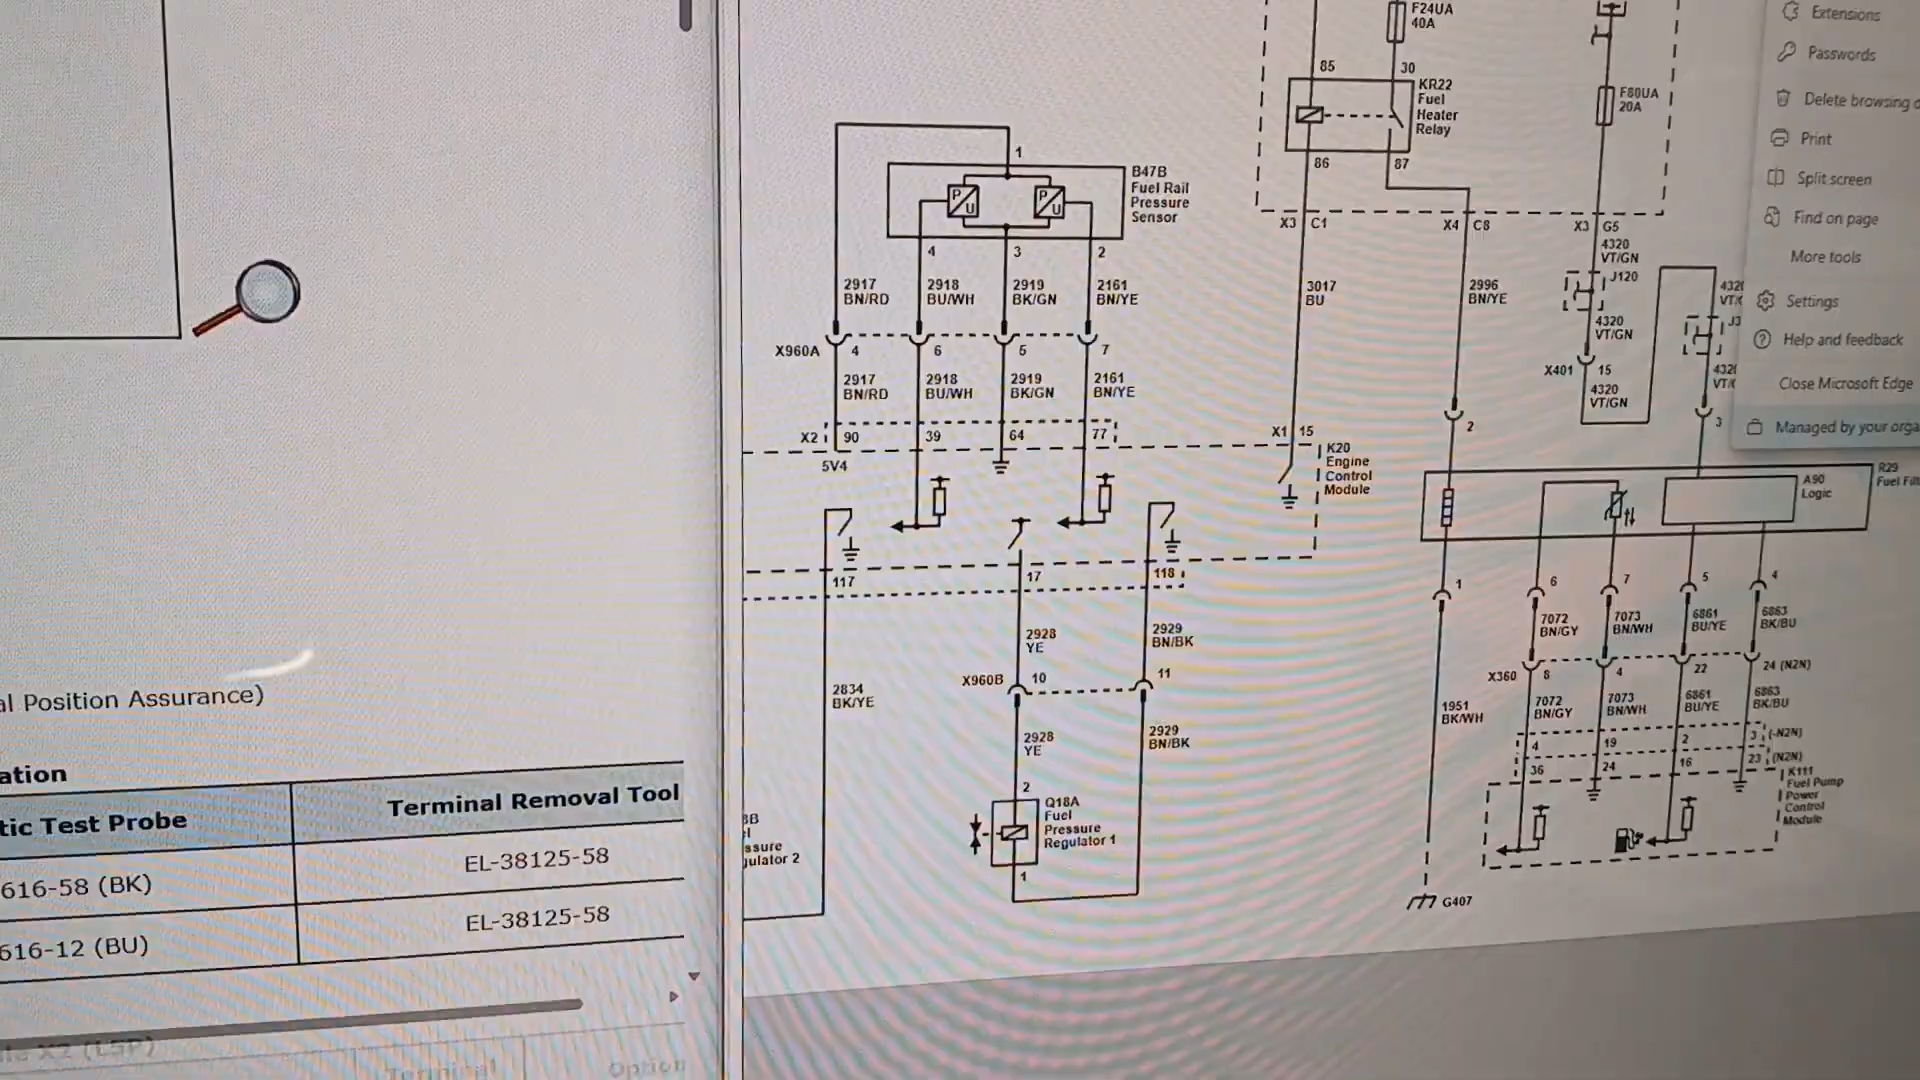 al Position Assurance)
ation
tic Test Probe
Terminal Removal Tool
616-58 (BK)
EL-38125-58
616-12 (BU)
EL-38125-58
Terminal
Option
F24UA
40A
85
30
KR22
Fuel
Heater
Relay
86
87
F80UA
20A
X3
C1
X4
C8
X3
G5
4320
VT/GN
J120
4320
VT/GN
X401
15
4320
VT/GN
3
1
B47B
Fuel Rail
Pressure
Sensor
P
U
P
U
4
3
2
2917
BN/RD
2918
BU/WH
2919
BK/GN
2161
BN/YE
X960A
4
6
5
7
2917
BN/RD
2918
BU/WH
2919
BK/GN
2161
BN/YE
X2
90
39
64
77
5V4
3017
BU
X1
15
K20
Engine
Control
Module
2996
BN/YE
2
117
17
118
2928
YE
2929
BN/BK
X960B
10
11
2834
BK/YE
2928
YE
2929
BN/BK
2
Q18A
Fuel
Pressure
Regulator 1
1
ssure
ulator 2
R29
Fuel Filt
A90
Logic
1
6
7
5
4
7072
BN/GY
7073
BN/WH
6861
BU/YE
6863
BK/BU
X360
8
4
22
24 (N2N)
1951
BK/WH
7072
BN/GY
7073
BN/WH
6861
BU/YE
6863
BK/BU
4
19
2
3
(-N2N)
36
24
16
23
(N2N)
K111
Fuel Pump
Power
Control
Module
G407
Extensions
Passwords
Delete browsing
Print
Split screen
Find on page
More tools
Settings
Help and feedback
Close Microsoft Edge
Managed by your orga